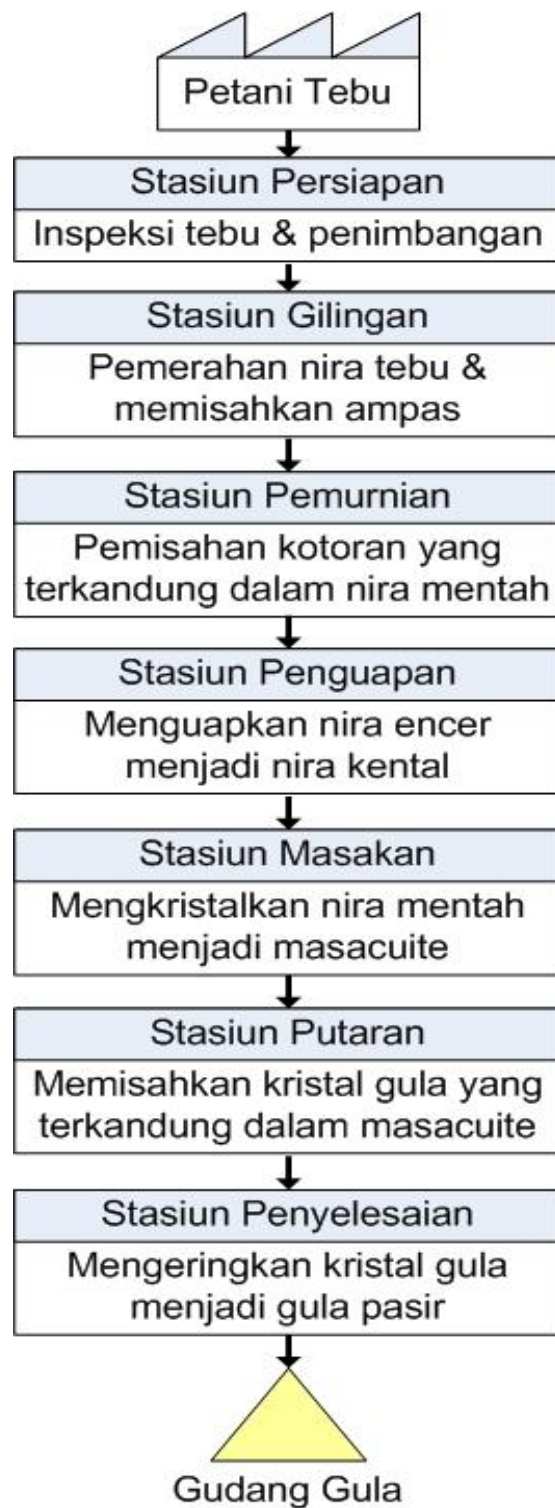 Petani Tebu
Stasiun Persiapan
Inspeksi tebu & penimbangan
Stasiun Gilingan
Pemerahan nira tebu &
memisahkan ampas
Stasiun Pemurnian
Pemisahan kotoran yang
terkandung dalam nira mentah
Stasiun Penguapan
Menguapkan nira encer
menjadi nira kental
Stasiun Masakan
Mengkristalkan nira mentah
menjadi masacuite
Stasiun Putaran
Memisahkan kristal gula yang
terkandung dalam masacuite
Stasiun Penyelesaian
Mengeringkan kristal gula
menjadi gula pasir
Gudang Gula